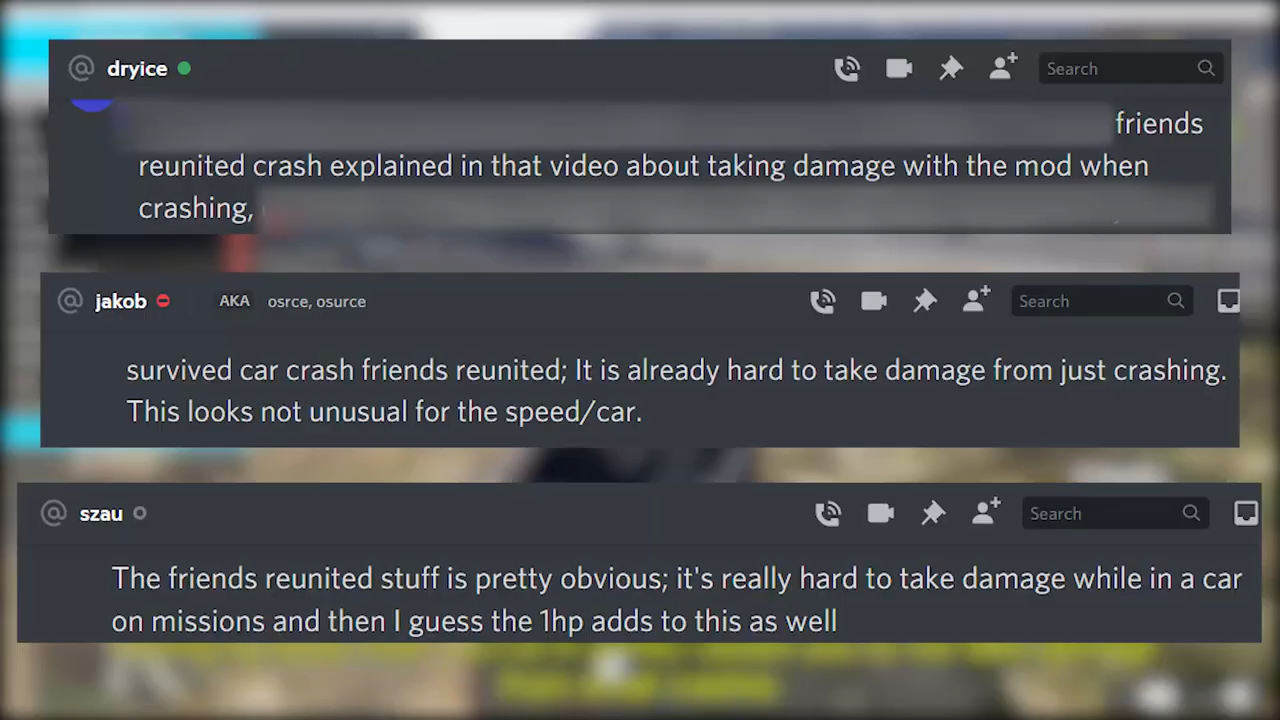 dryice
Search
friends
reunited crash explained in that video about taking damage with the mod when
crashing,
jakob
AKA osrce, osurce
Search
survived car crash friends reunited; It is already hard to take damage from just crashing.
This looks not unusual for the speed/car.
szau
Search
The friends reunited stuff is pretty obvious; it's really hard to take damage while in a car
on missions and then I guess the 1hp adds to this as well